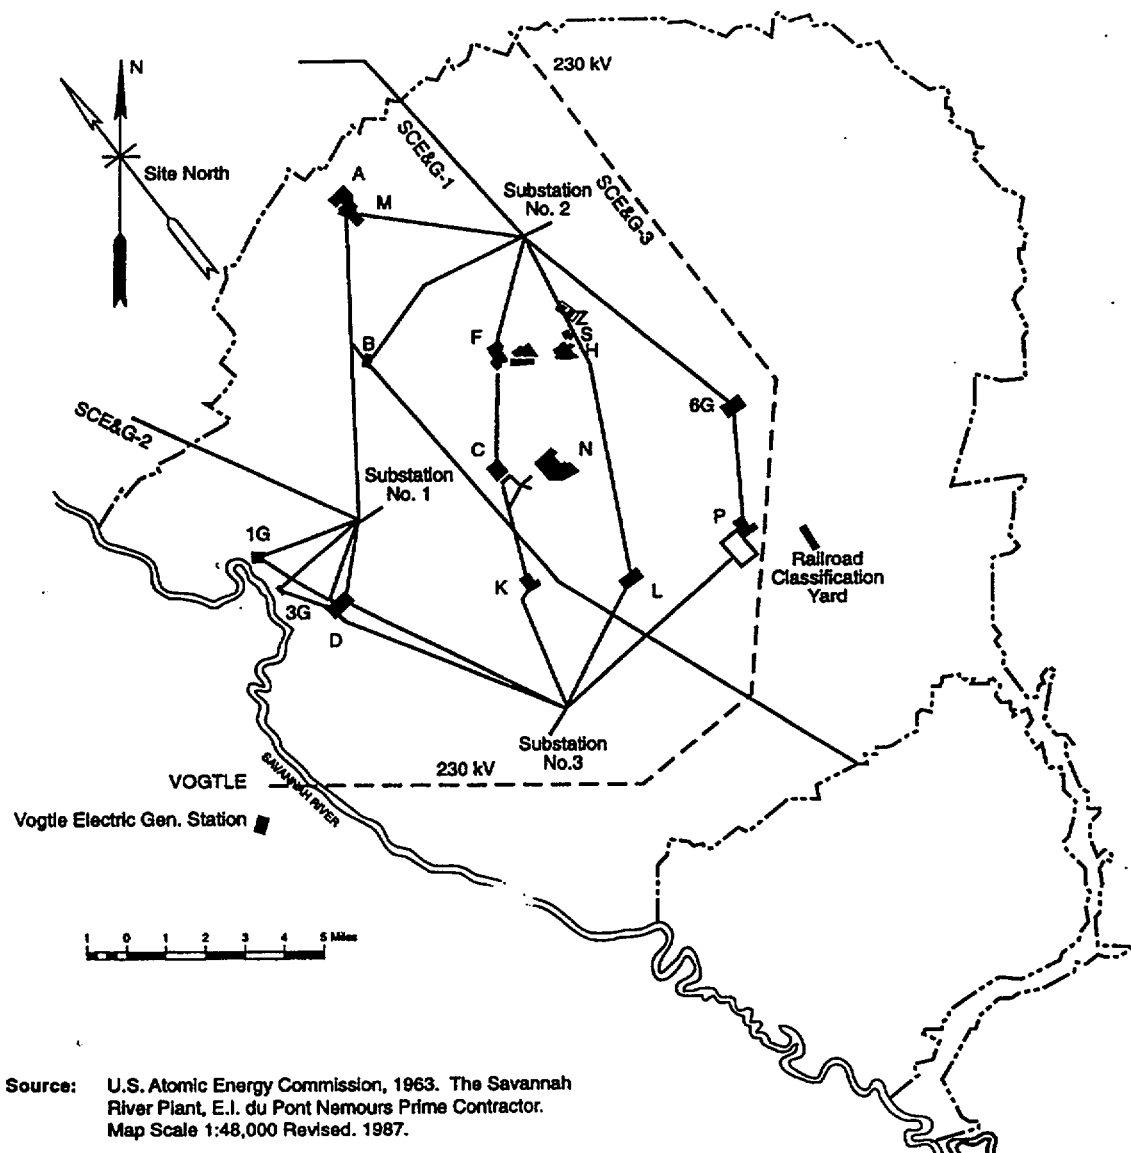 230 kV
N
SCE&G-1
Site North
A
SCE&G-3
Substation
No. 2
M
S
F
H
B
6G
SCE&G-2
C
N
Substation
No. 1
P
1G
Railroad
Classification
Yard
K
L
3G
D
Substation
No.3
230 kV
VOGTLE
SAVANNAH RIVER
Vogtle Electric Gen. Station
1 0 1 2 3 4 5 Miles
Source: U.S. Atomic Energy Commission, 1963. The Savannah
River Plant, E.I. du Pont Nemours Prime Contractor.
Map Scale 1:48,000 Revised. 1987.